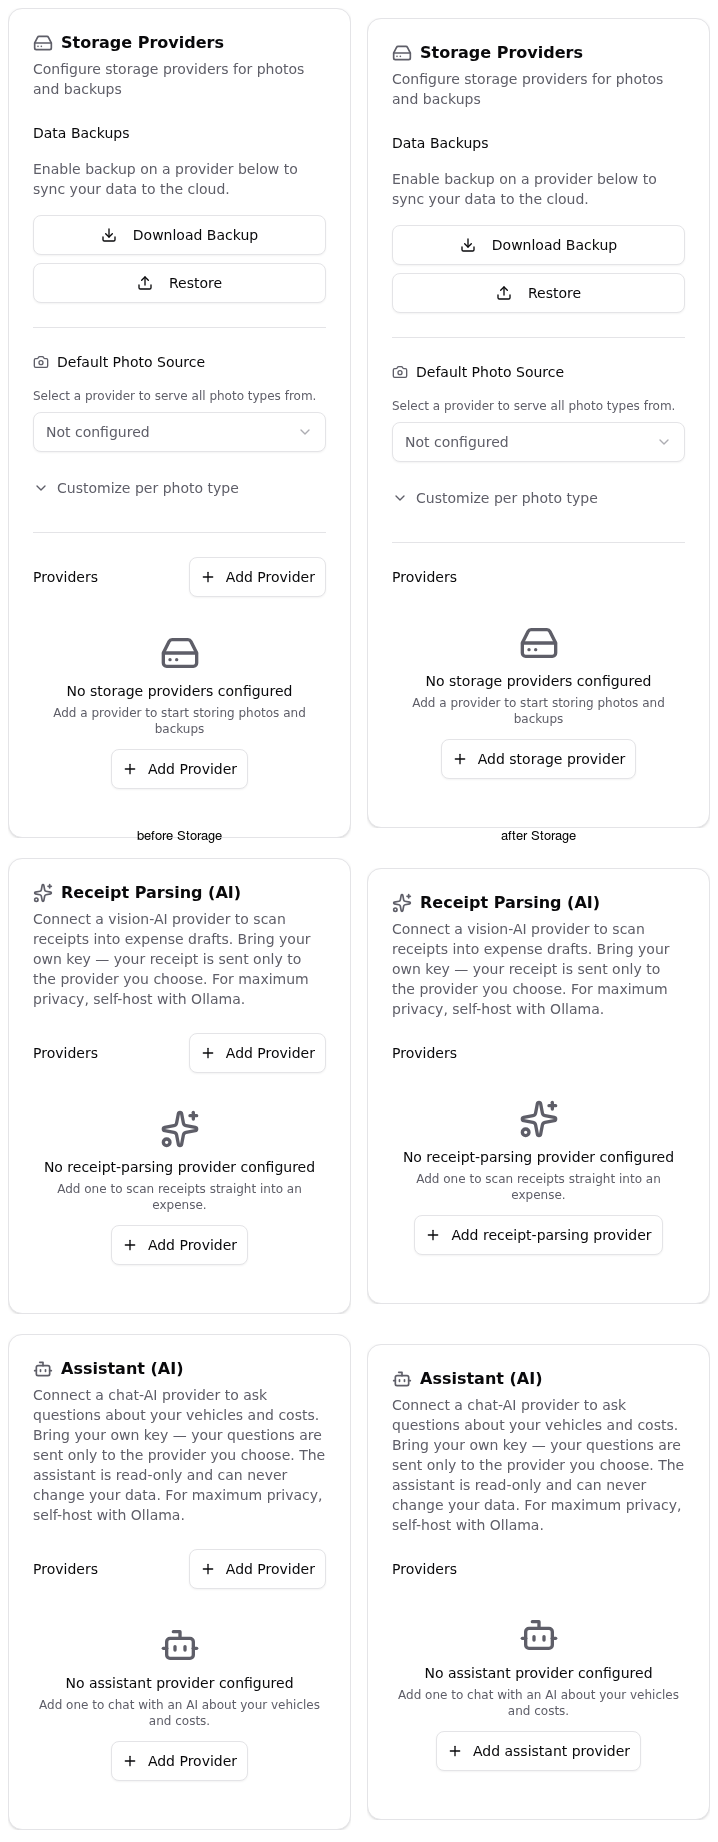 Storage Providers
Configure storage providers for photos
and backups
Data Backups
Enable backup on a provider below to
sync your data to the cloud.
Download Backup
Restore
Default Photo Source
Select a provider to serve all photo types from.
Not configured
Customize per photo type
Providers
Add Provider
No storage providers configured
Add a provider to start storing photos and
backups
Add Provider
before Storage
Storage Providers
Configure storage providers for photos
and backups
Data Backups
Enable backup on a provider below to
sync your data to the cloud.
Download Backup
Restore
Default Photo Source
Select a provider to serve all photo types from.
Not configured
Customize per photo type
Providers
No storage providers configured
Add a provider to start storing photos and
backups
Add storage provider
after Storage
Receipt Parsing (AI)
Connect a vision-AI provider to scan
receipts into expense drafts. Bring your
own key — your receipt is sent only to
the provider you choose. For maximum
privacy, self-host with Ollama.
Providers
Add Provider
No receipt-parsing provider configured
Add one to scan receipts straight into an
expense.
Add Provider
Receipt Parsing (AI)
Connect a vision-AI provider to scan
receipts into expense drafts. Bring your
own key — your receipt is sent only to
the provider you choose. For maximum
privacy, self-host with Ollama.
Providers
No receipt-parsing provider configured
Add one to scan receipts straight into an
expense.
Add receipt-parsing provider
Assistant (AI)
Connect a chat-AI provider to ask
questions about your vehicles and costs.
Bring your own key — your questions are
sent only to the provider you choose. The
assistant is read-only and can never
change your data. For maximum privacy,
self-host with Ollama.
Providers
Add Provider
No assistant provider configured
Add one to chat with an AI about your vehicles
and costs.
Add Provider
Assistant (AI)
Connect a chat-AI provider to ask
questions about your vehicles and costs.
Bring your own key — your questions are
sent only to the provider you choose. The
assistant is read-only and can never
change your data. For maximum privacy,
self-host with Ollama.
Providers
No assistant provider configured
Add one to chat with an AI about your vehicles
and costs.
Add assistant provider